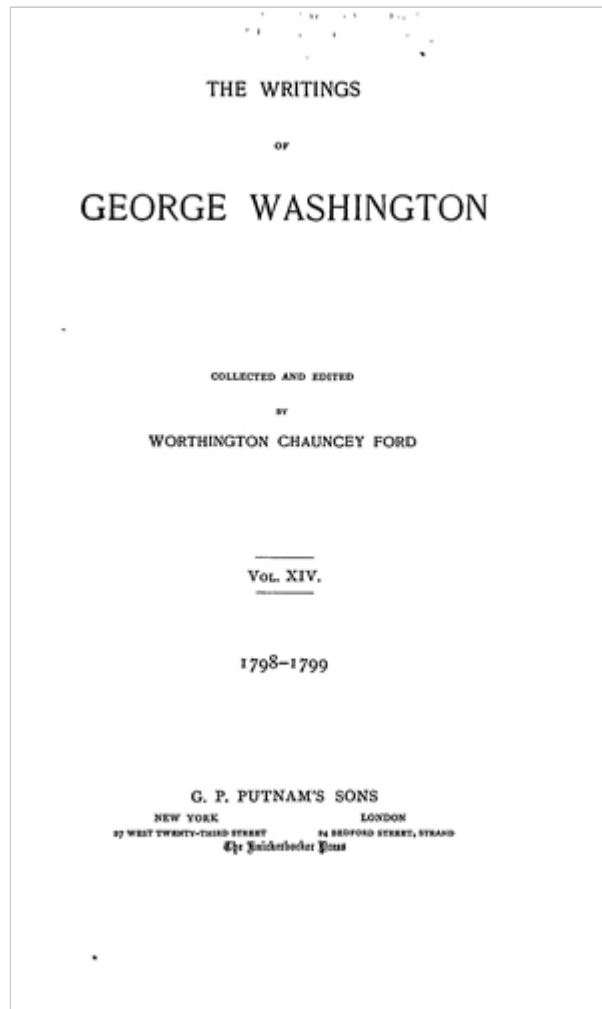 THE WRITINGS
OF
GEORGE WASHINGTON
COLLECTED AND EDITED
BY
WORTHINGTON CHAUNCEY FORD
VOL. XIV.
1798–1799
G. P. PUTNAM'S SONS
NEW YORK LONDON
27 WEST TWENTY-THIRD STREET 24 BEDFORD STREET, STRAND
The Knickerbocker Press